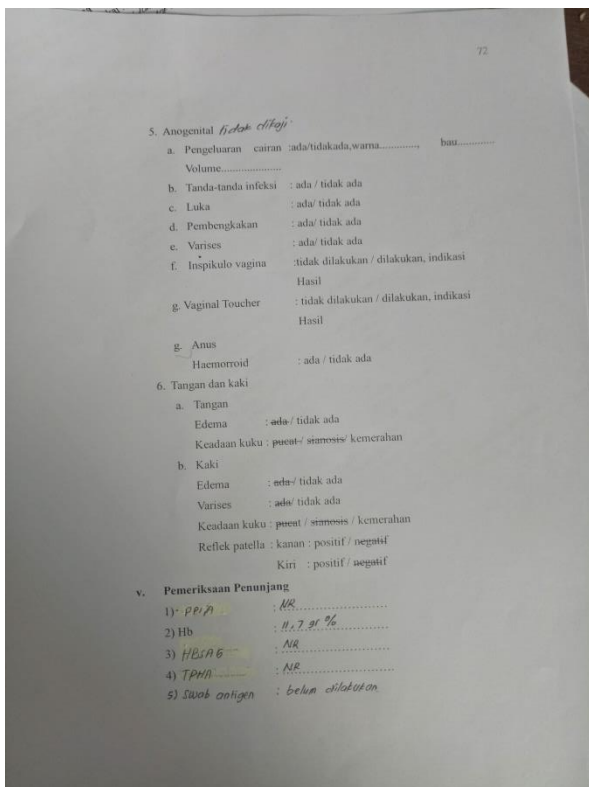 72
5. Anogenital tidak dikaji
a. Pengeluaran cairan :ada/tidakada,warna............., bau.............
Volume......................
b. Tanda-tanda infeksi : ada / tidak ada
c. Luka : ada/ tidak ada
d. Pembengkakan : ada/ tidak ada
e. Varises : ada/ tidak ada
f. Inspikulo vagina :tidak dilakukan / dilakukan, indikasi
Hasil
g. Vaginal Toucher : tidak dilakukan / dilakukan, indikasi
Hasil
g. Anus
Haemorroid : ada / tidak ada
6. Tangan dan kaki
a. Tangan
Edema : ada / tidak ada
Keadaan kuku : pucat / sianosis/ kemerahan
b. Kaki
Edema : ada / tidak ada
Varises : ada/ tidak ada
Keadaan kuku : pucat / sianosis / kemerahan
Reflek patella : kanan : positif / negatif
Kiri : positif / negatif
v. Pemeriksaan Penunjang
1) PPIA : NR
2) Hb : 11,7 gr %
3) HBSAG : NR
4) TPHA : NR
5) Swab antigen : belum dilakukan